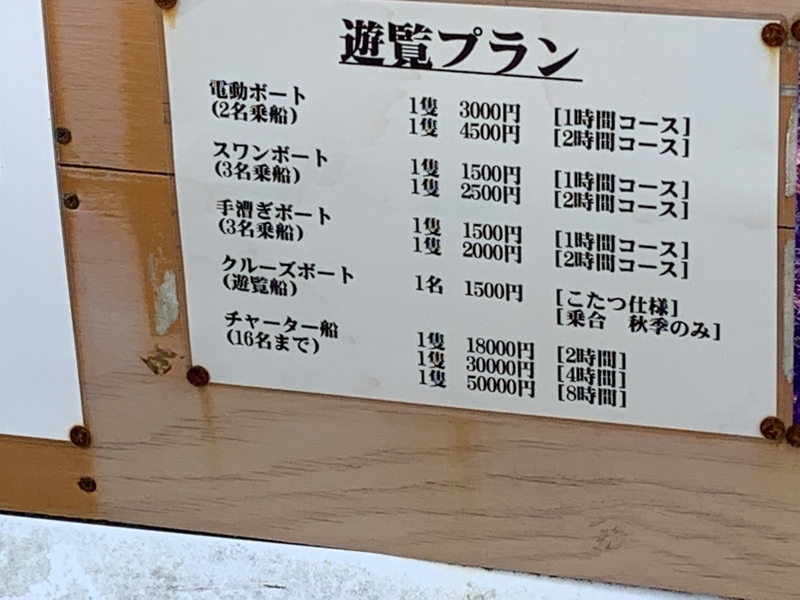 遊覧プラン
電動ボート
(2名乗船)
1隻 3000円 [1時間コース]
1隻 4500円 [2時間コース]
スワンボート
(3名乗船)
1隻 1500円 [1時間コース]
1隻 2500円 [2時間コース]
手漕ぎボート
(3名乗船)
1隻 1500円 [1時間コース]
1隻 2000円 [2時間コース]
クルーズボート
(遊覧船)
1名 1500円 [こたつ仕様]
[乗合 秋季のみ]
チャーター船
(16名まで)
1隻 18000円 [2時間]
1隻 30000円 [4時間]
1隻 50000円 [8時間]